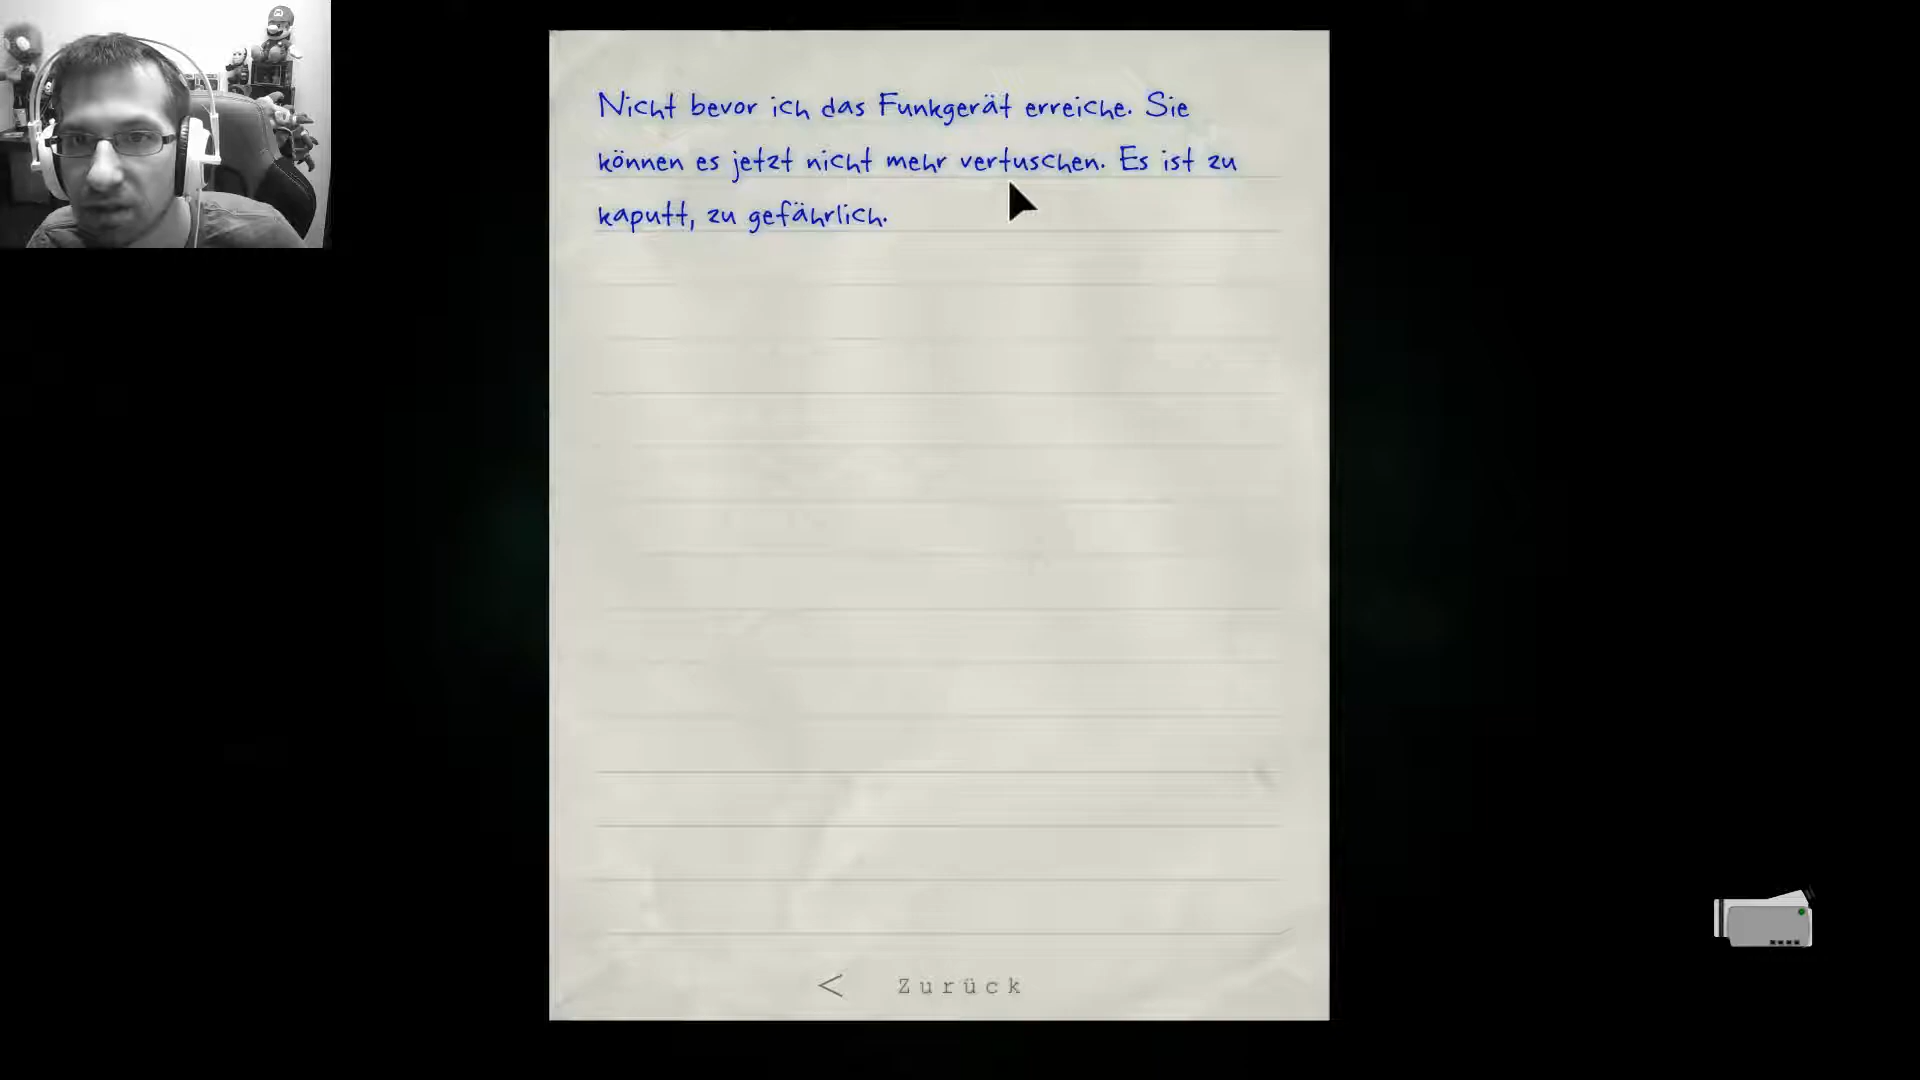 Nicht bevor ich das Funkgerät erreiche. Sie
können es jetzt nicht mehr vertuschen. Es ist zu
kaputt, zu gefährlich.
< Zurück